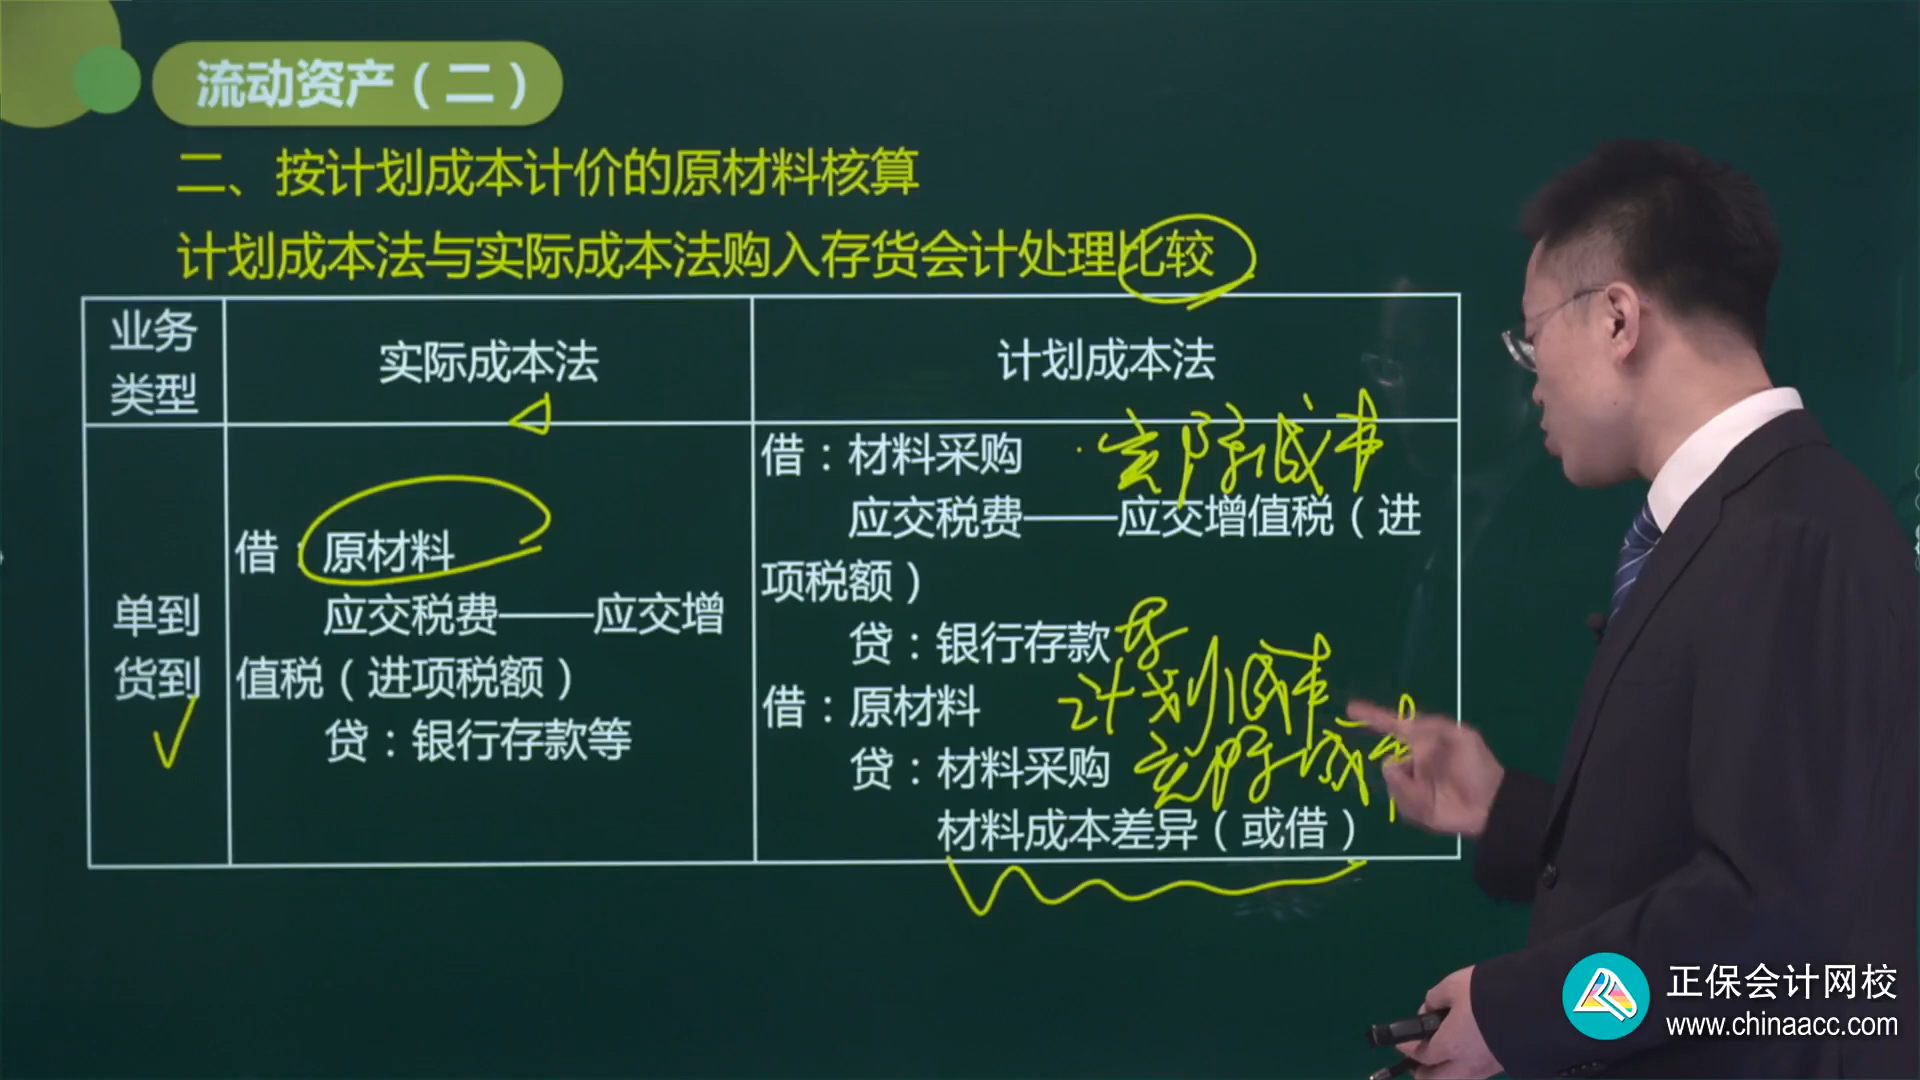 流动资产（二）
二、按计划成本计价的原材料核算
计划成本法与实际成本法购入存货会计处理比较
业务
类型
实际成本法
计划成本法
单到
货到
借：原材料
应交税费——应交增
值税（进项税额）
贷：银行存款等
借：材料采购 实际成本
应交税费——应交增值税（进
项税额）
贷：银行存款 等
借：原材料 计划成本
贷：材料采购 实际成本
材料成本差异（或借）
正保会计网校
www.chinaacc.com